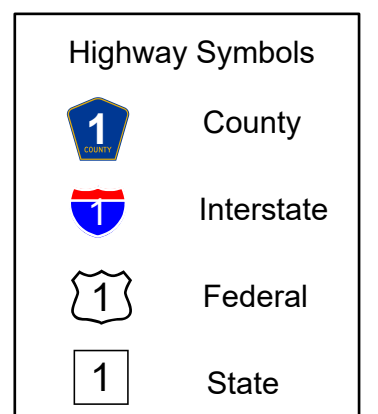 Highway Symbols
1
COUNTY
County
1
Interstate
1
Federal
1
State